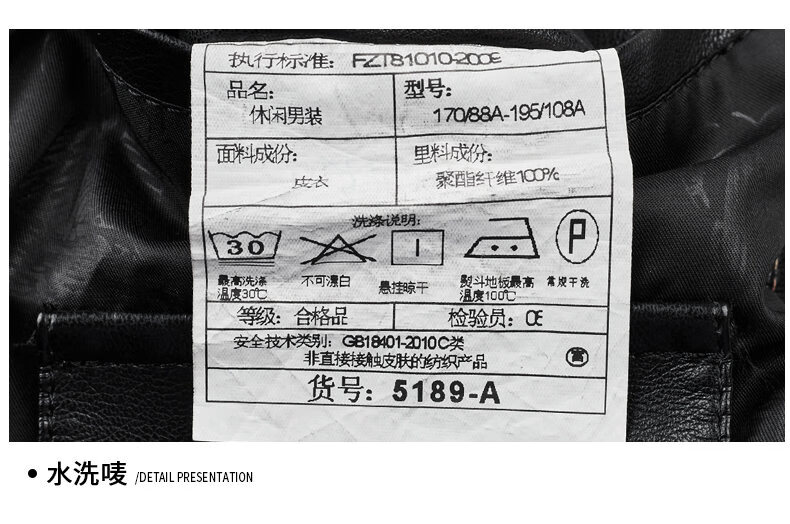 执行标准：FZT81010-2009
品名：
休闲男装
型号：
170/88A-195/108A
面料成份：
皮衣
里料成份：
聚酯纤维100%
洗涤说明：
30
P
最高洗涤
温度30℃
不可漂白
悬挂晾干
熨斗地板最高
温度100℃
常规干洗
等级：合格品
检验员：06
安全技术类别：GB18401-2010C类
非直接接触皮肤的纺织产品
货号：5189-A
• 水洗唛 /DETAIL PRESENTATION